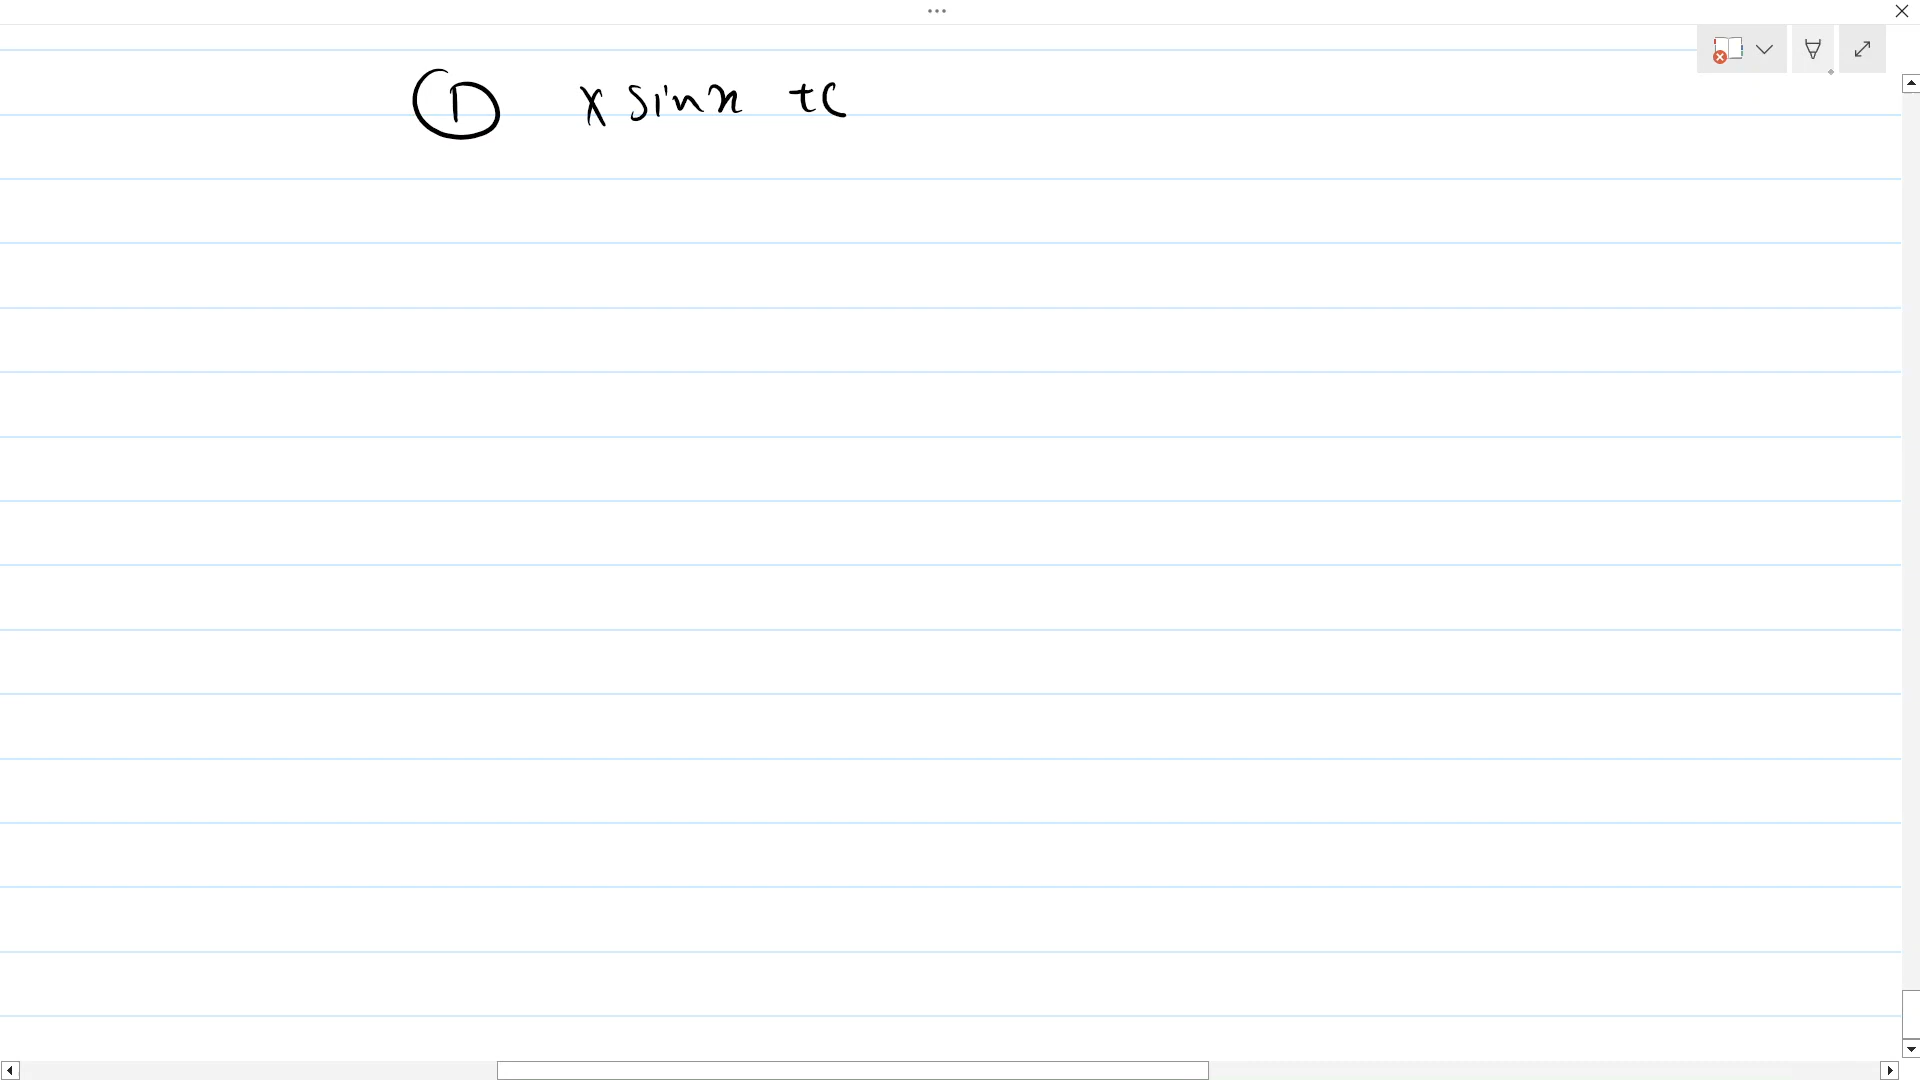 ① x sinx +c